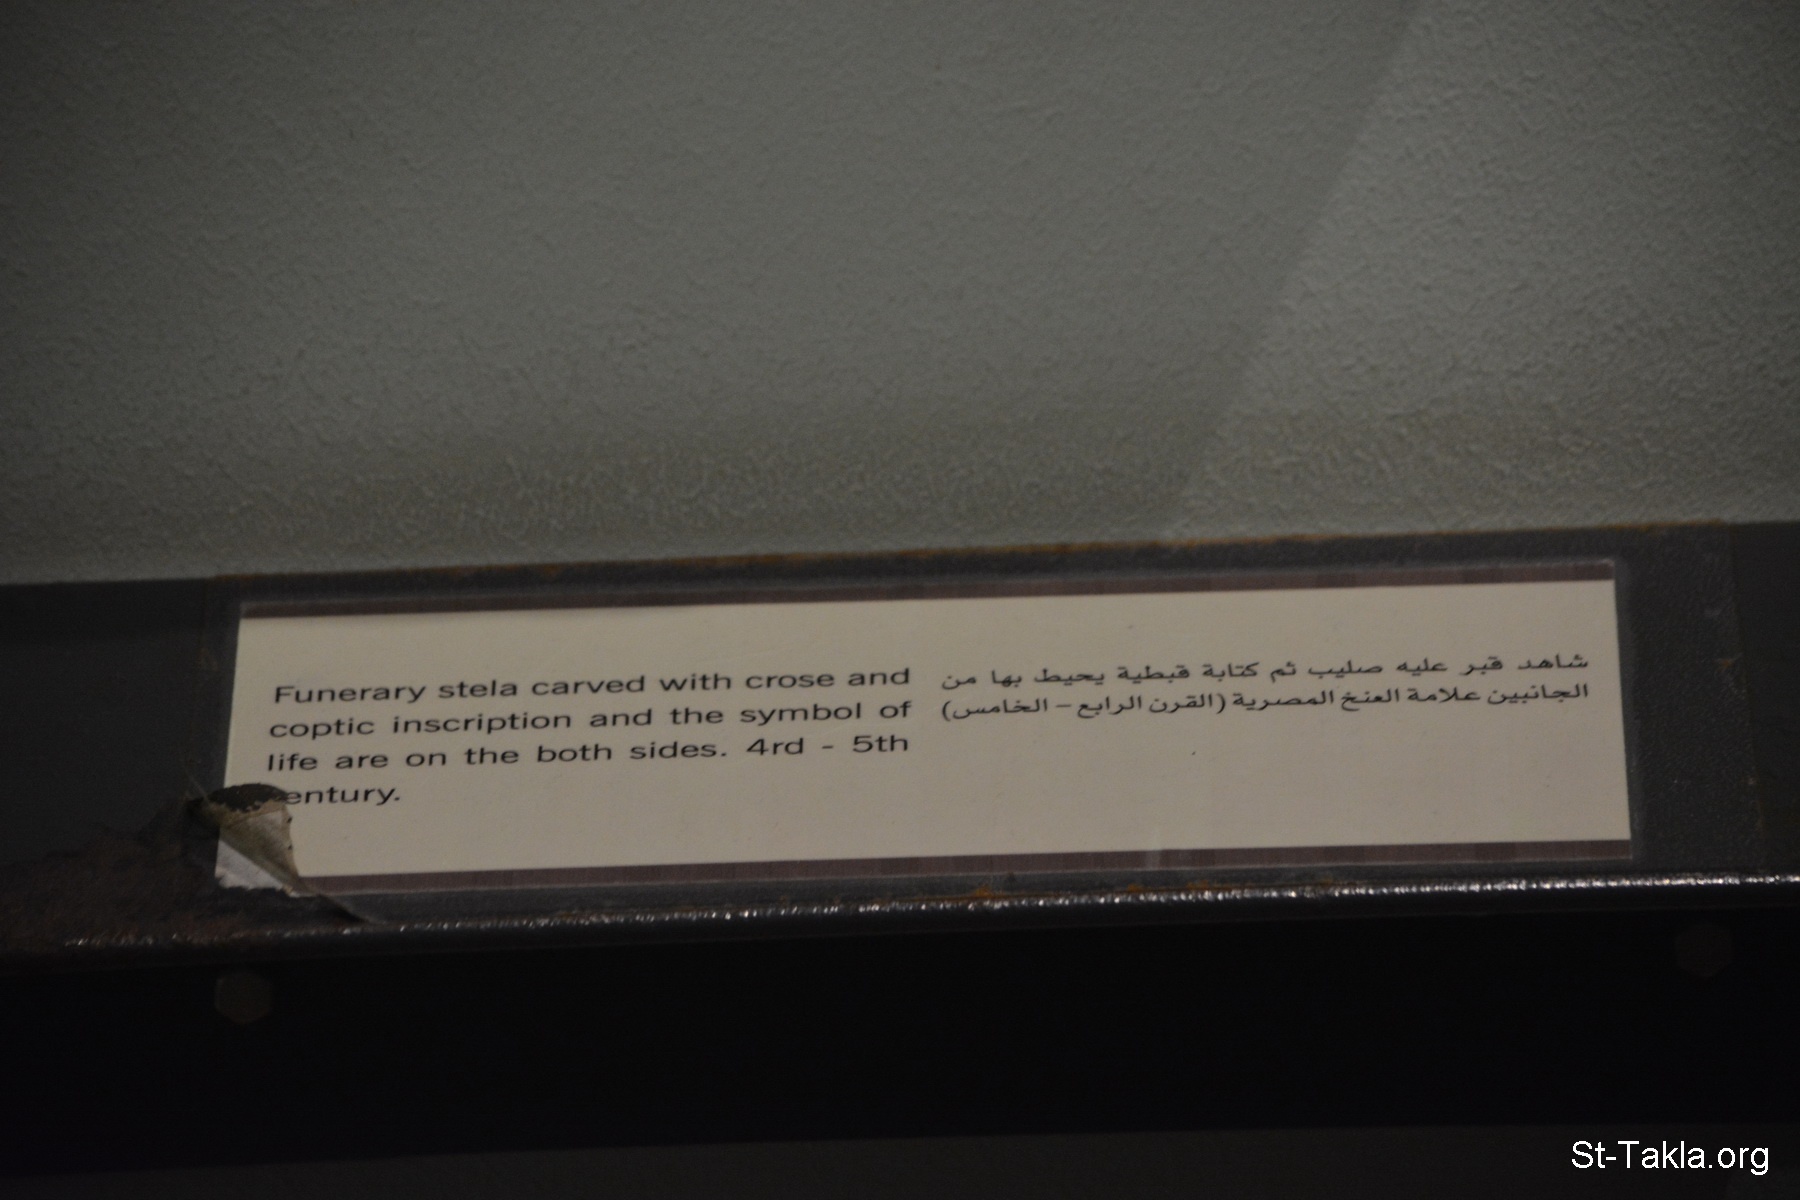 Funerary stela carved with crose and
coptic inscription and the symbol of
life are on the both sides. 4rd - 5th
entury.
شاهد قبر عليه صليب ثم كتابة قبطية يحيط بها من
الجانبين علامة العنخ المصرية (القرن الرابع – الخامس)
St-Takla.org